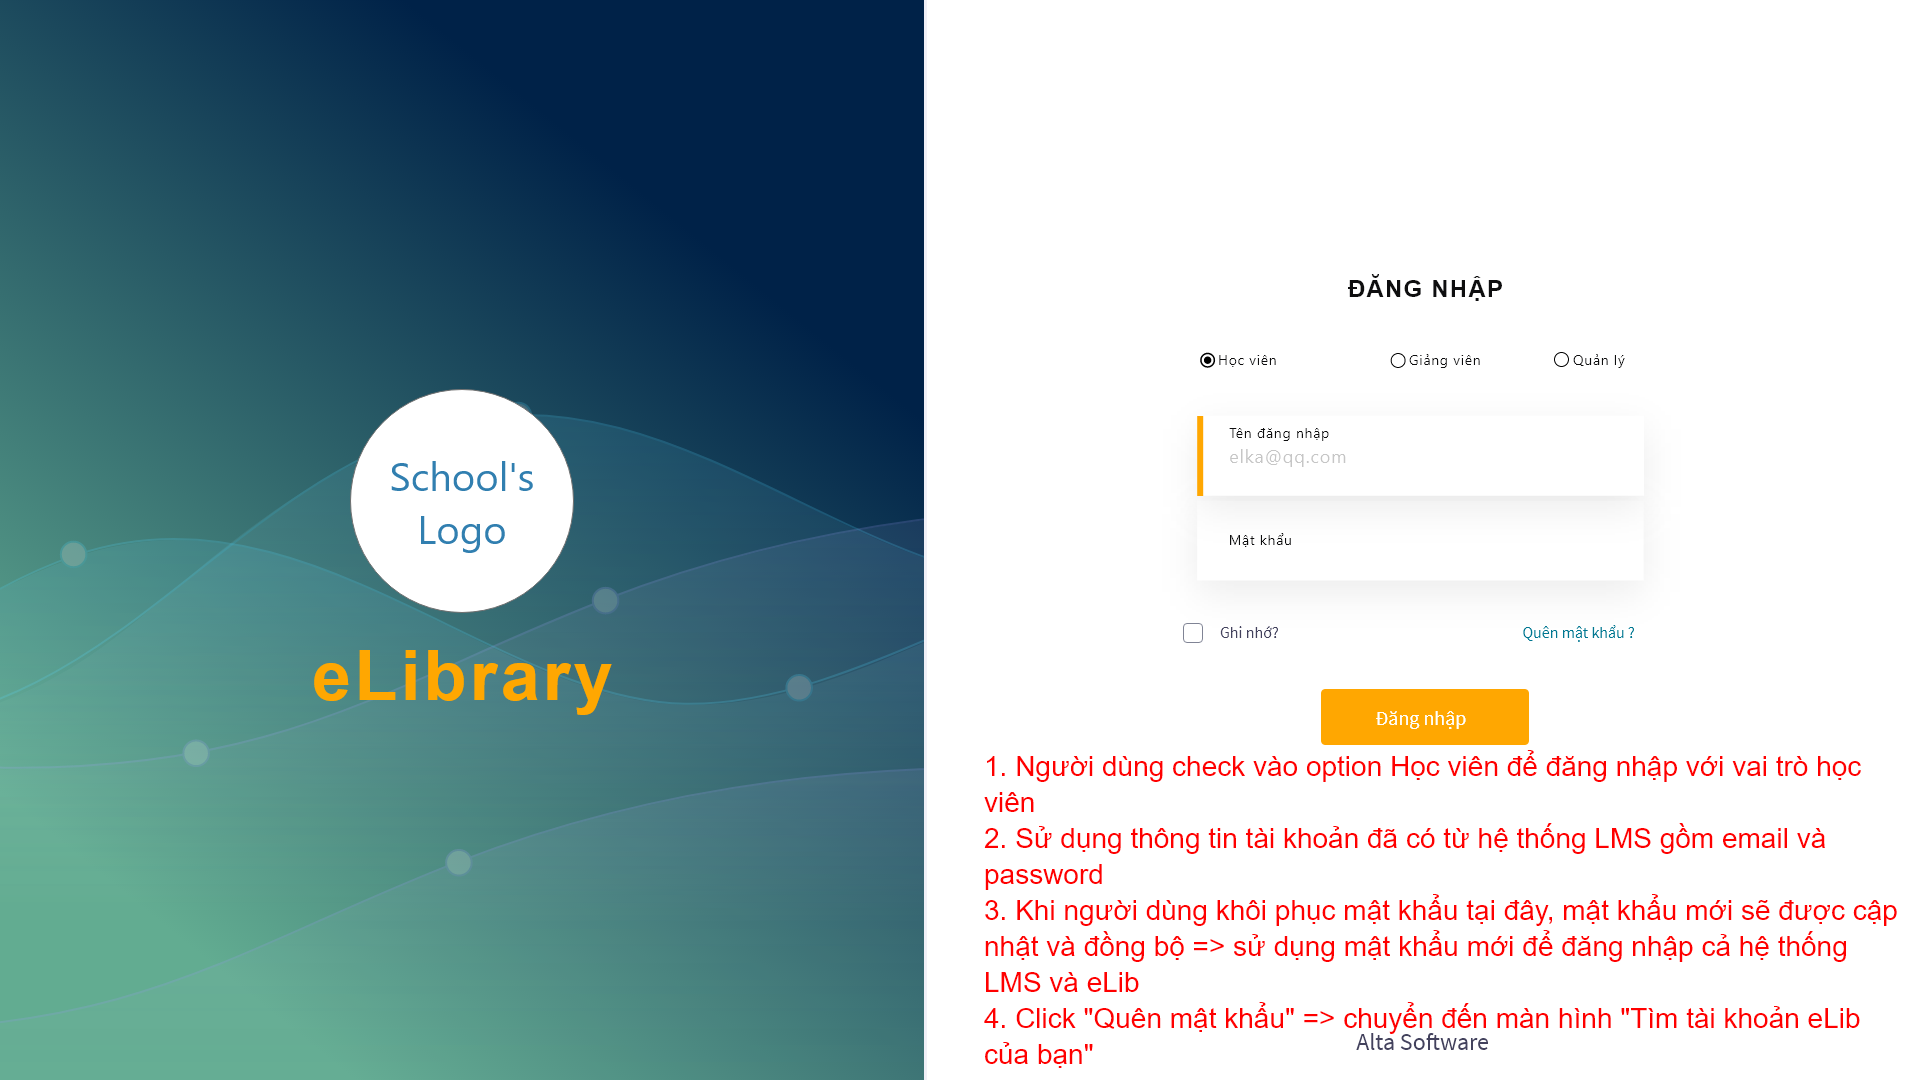 School's
Logo
eLibrary
ĐĂNG NHẬP
Học viên
Giảng viên
Quản lý
Tên đăng nhập
elka@qq.com
Mật khẩu
Ghi nhớ?
Quên mật khẩu ?
Đăng nhập
1. Người dùng check vào option Học viên để đăng nhập với vai trò học
viên
2. Sử dụng thông tin tài khoản đã có từ hệ thống LMS gồm email và
password
3. Khi người dùng khôi phục mật khẩu tại đây, mật khẩu mới sẽ được cập
nhật và đồng bộ => sử dụng mật khẩu mới để đăng nhập cả hệ thống
LMS và eLib
4. Click "Quên mật khẩu" => chuyển đến màn hình "Tìm tài khoản eLib
của bạn"
Alta Software